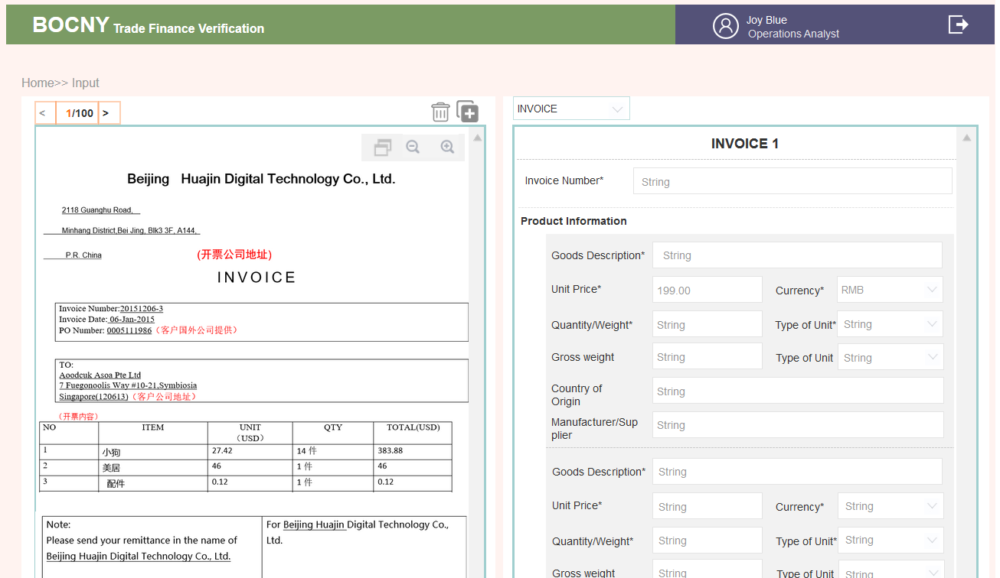 BOCNY Trade Finance Verification
Joy Blue
Operations Analyst
Home>> Input
< 1/100 >
Beijing Huajin Digital Technology Co., Ltd.
2118 Guanghu Road,
Minhang District,Bei Jing, Blk3 3F, A144,
P.R. China (开票公司地址)
INVOICE
Invoice Number:20151206-3
Invoice Date: 06-Jan-2015
PO Number: 0005111986（客户国外公司提供）
TO:
Aoodcuk Asoa Pte Ltd
7 Fuegonoolis Way #10-21,Symbiosia
Singapore(120613)（客户公司地址）
（开票内容）
NO ITEM UNIT（USD） QTY TOTAL(USD)
1 小狗 27.42 14 件 383.88
2 美居 46 1 件 46
3 配件 0.12 1 件 0.12
Note:
Please send your remittance in the name of
Beijing Huajin Digital Technology Co., Ltd.
For Beijing Huajin Digital Technology Co.,
Ltd.
INVOICE
INVOICE 1
Invoice Number* String
Product Information
Goods Description* String
Unit Price* 199.00 Currency* RMB
Quantity/Weight* String Type of Unit* String
Gross weight String Type of Unit String
Country of
Origin String
Manufacturer/Sup
plier String
Goods Description* String
Unit Price* String Currency* String
Quantity/Weight* String Type of Unit* String
Gross weight String Type of Unit String